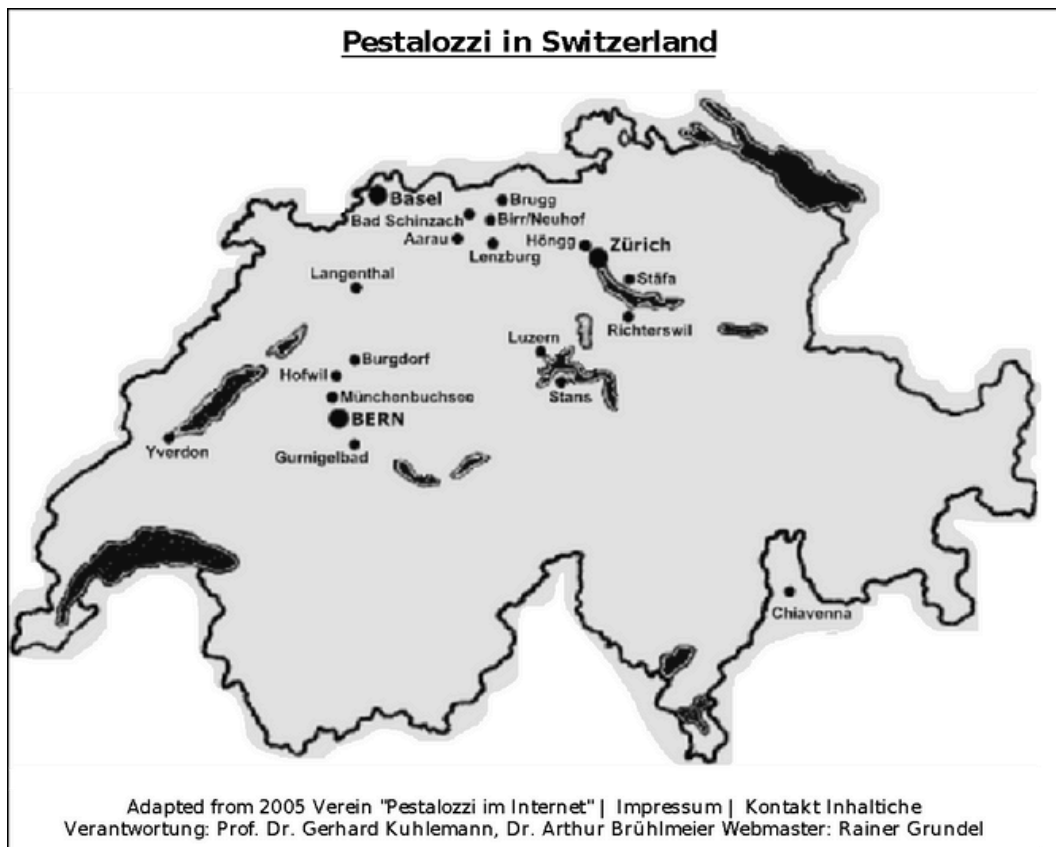 Pestalozzi in Switzerland
Basel
Brugg
Bad Schinzach
Birr/Neuhof
Aarau
Höngg
Zürich
Lenzburg
Langenthal
Stäfa
Richterswil
Luzern
Burgdorf
Hofwil
Stans
Münchenbuchsee
BERN
Yverdon
Gurnigelbad
Chiavenna
Adapted from 2005 Verein "Pestalozzi im Internet" | Impressum | Kontakt Inhaltiche
Verantwortung: Prof. Dr. Gerhard Kuhlemann, Dr. Arthur Brühlmeier Webmaster: Rainer Grundel